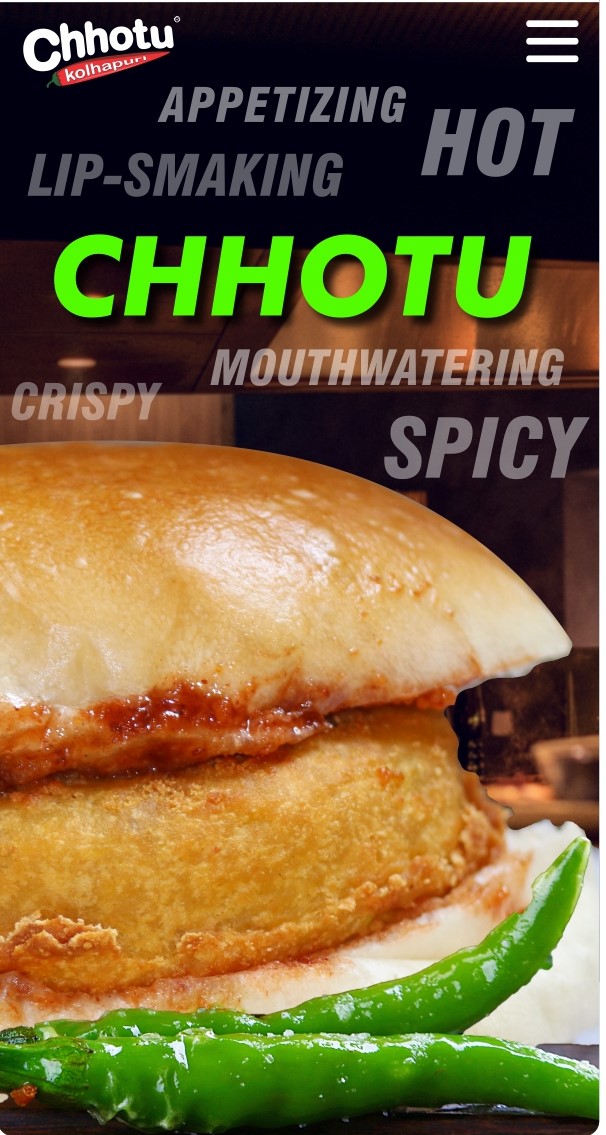 Chhotu
kolhapuri
APPETIZING
HOT
LIP-SMAKING
CHHOTU
MOUTHWATERING
CRISPY
SPICY